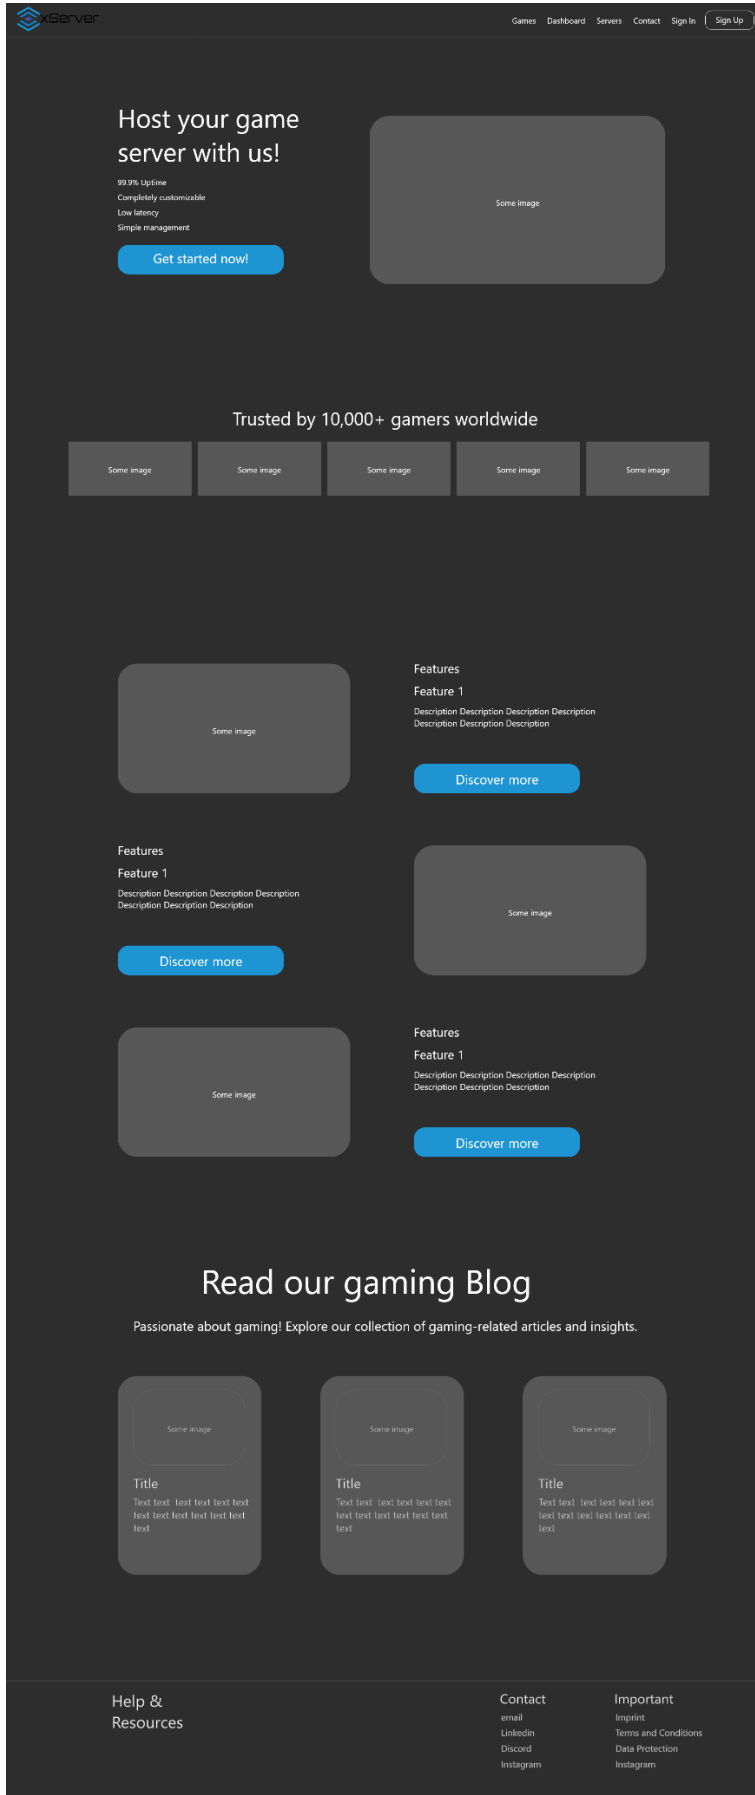 xServer
Games Dashboard Servers Contact Sign In Sign Up
Host your game
server with us!
99.9% Uptime
Completely customizable
Low latency
Simple management
Get started now!
Some image
Trusted by 10,000+ gamers worldwide
Some image Some image Some image Some image Some image
Some image
Features
Feature 1
Description Description Description Description
Description Description Description
Discover more
Features
Feature 1
Description Description Description Description
Description Description Description
Discover more
Some image
Some image
Features
Feature 1
Description Description Description Description
Description Description Description
Discover more
Read our gaming Blog
Passionate about gaming! Explore our collection of gaming-related articles and insights.
Some image
Title
Text text text text text text
text text text text text text
text
Some image
Title
Text text text text text text
text text text text text text
text
Some image
Title
Text text text text text text
text text text text text text
text
Help &
Resources
Contact
email
Linkedin
Discord
Instagram
Important
Imprint
Terms and Conditions
Data Protection
Instagram